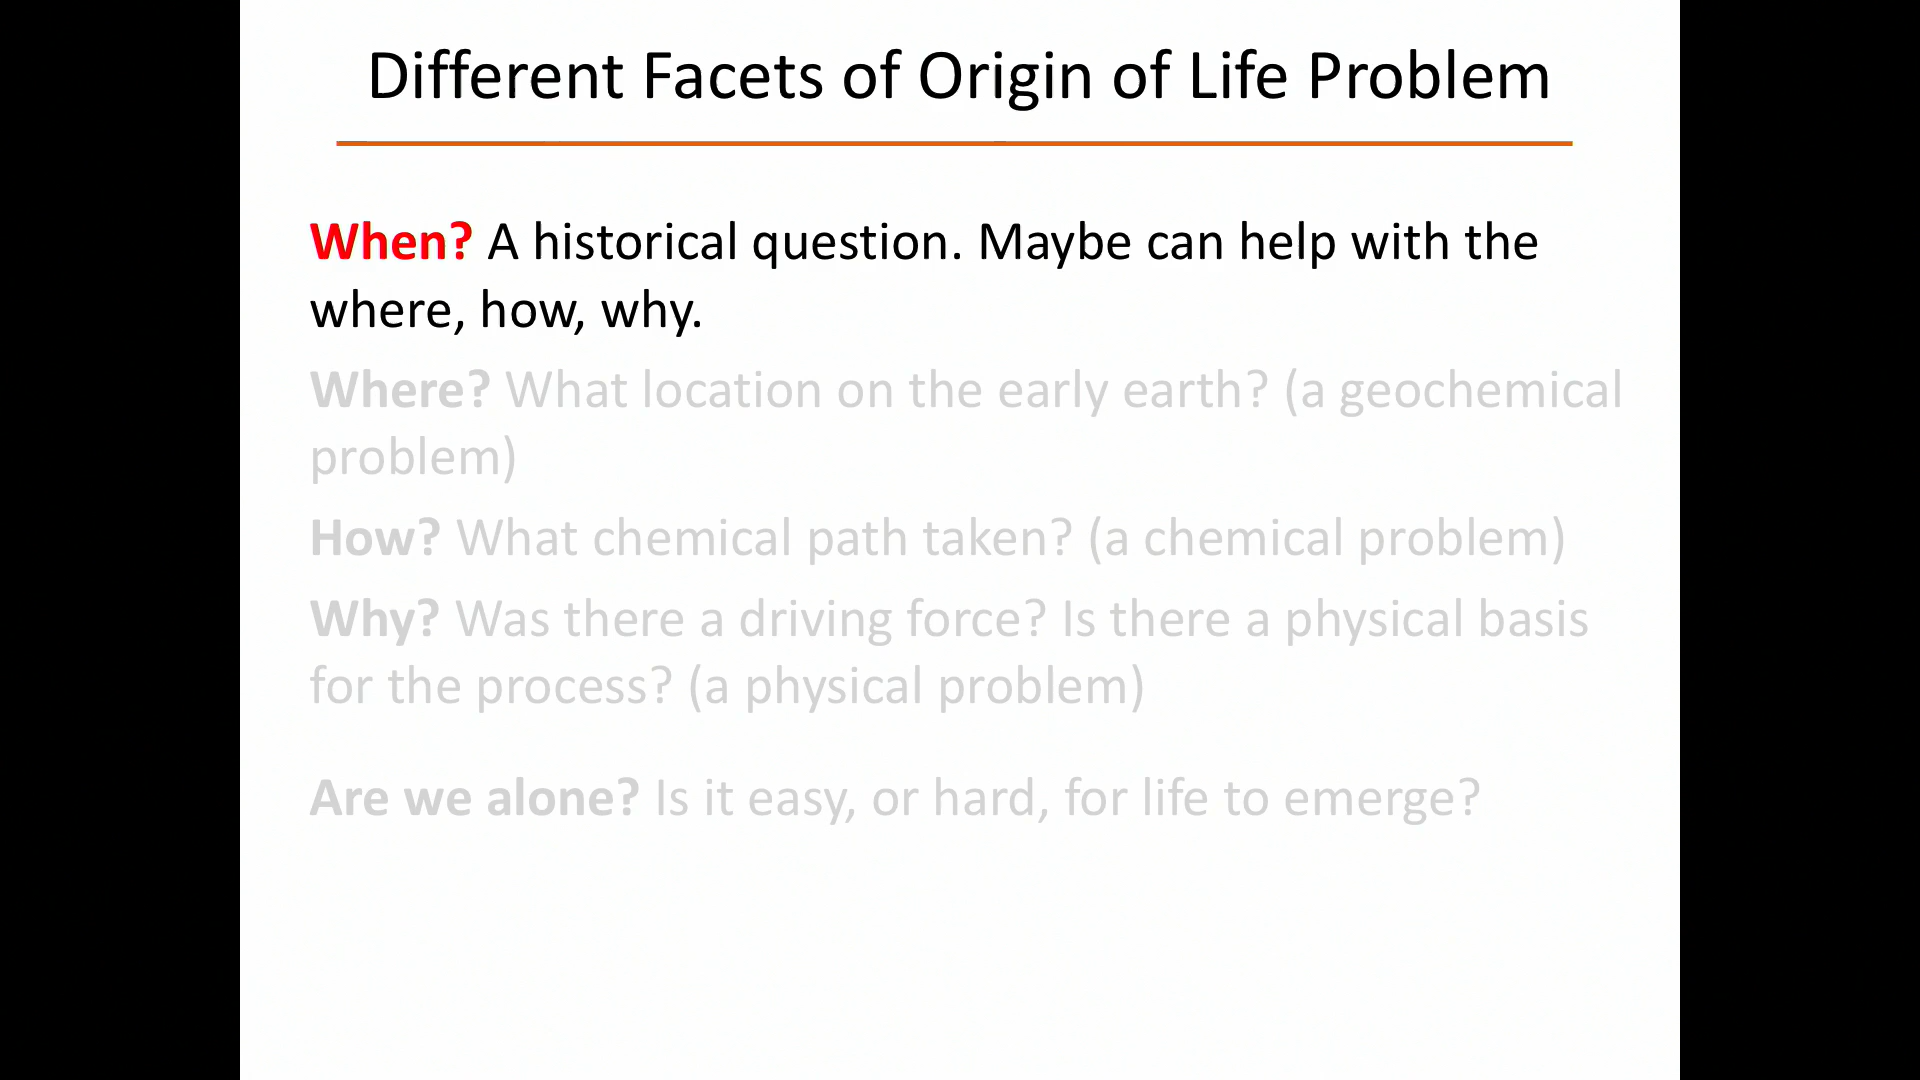 Different Facets of Origin of Life Problem
When? A historical question. Maybe can help with the
where, how, why.
Where? What location on the early earth? (a geochemical
problem)
How? What chemical path taken? (a chemical problem)
Why? Was there a driving force? Is there a physical basis
for the process? (a physical problem)
Are we alone? Is it easy, or hard, for life to emerge?